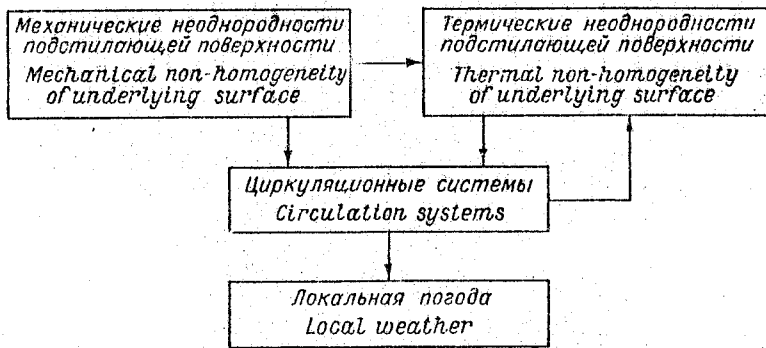 Механические неоднородности
подстилающей поверхности
Mechanical non-homogeneity
of underlying surface
Термические неоднородности
подстилающей поверхности
Thermal non-homogeneity
of underlying surface
Циркуляционные системы
Circulation systems
Локальная погода
Local weather